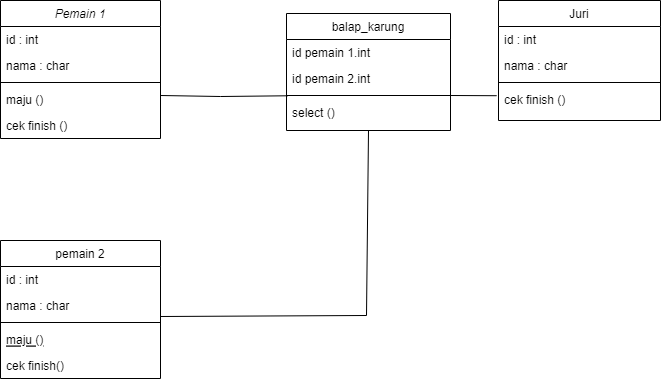 Pemain 1
id : int
nama : char
maju ()
cek finish ()
balap_karung
id pemain 1.int
id pemain 2.int
select ()
Juri
id : int
nama : char
cek finish ()
pemain 2
id : int
nama : char
maju ()
cek finish()